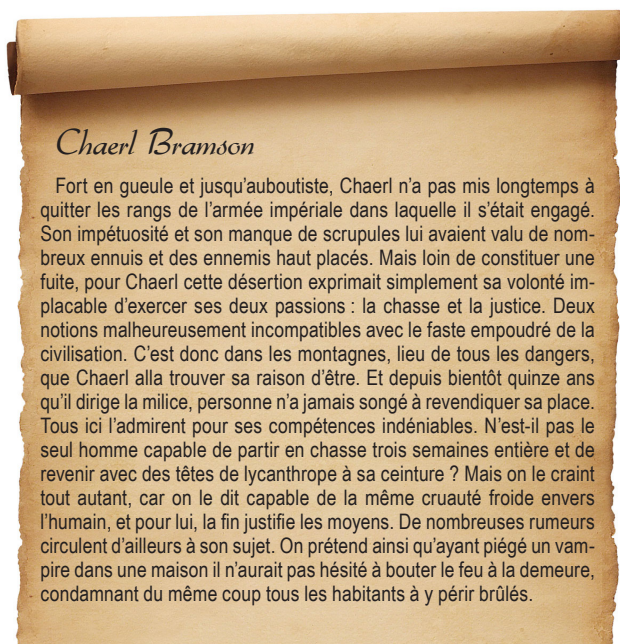 Chaerl Bramson
Fort en gueule et jusqu’auboutiste, Chaerl n’a pas mis longtemps à
quitter les rangs de l’armée impériale dans laquelle il s’était engagé.
Son impétuosité et son manque de scrupules lui avaient valu de nom-
breux ennuis et des ennemis haut placés. Mais loin de constituer une
fuite, pour Chaerl cette désertion exprimait simplement sa volonté im-
placable d’exercer ses deux passions : la chasse et la justice. Deux
notions malheureusement incompatibles avec le faste empoudré de la
civilisation. C’est donc dans les montagnes, lieu de tous les dangers,
que Chaerl alla trouver sa raison d’être. Et depuis bientôt quinze ans
qu’il dirige la milice, personne n’a jamais songé à revendiquer sa place.
Tous ici l’admirent pour ses compétences indéniables. N’est-il pas le
seul homme capable de partir en chasse trois semaines entière et de
revenir avec des têtes de lycanthrope à sa ceinture ? Mais on le craint
tout autant, car on le dit capable de la même cruauté froide envers
l’humain, et pour lui, la fin justifie les moyens. De nombreuses rumeurs
circulent d’ailleurs à son sujet. On prétend ainsi qu’ayant piégé un vam-
pire dans une maison il n’aurait pas hésité à bouter le feu à la demeure,
condamnant du même coup tous les habitants à y périr brûlés.